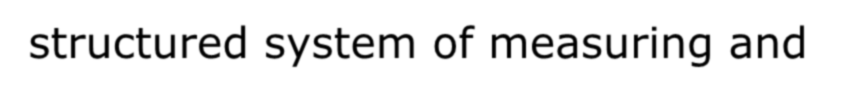 structured system of measuring and